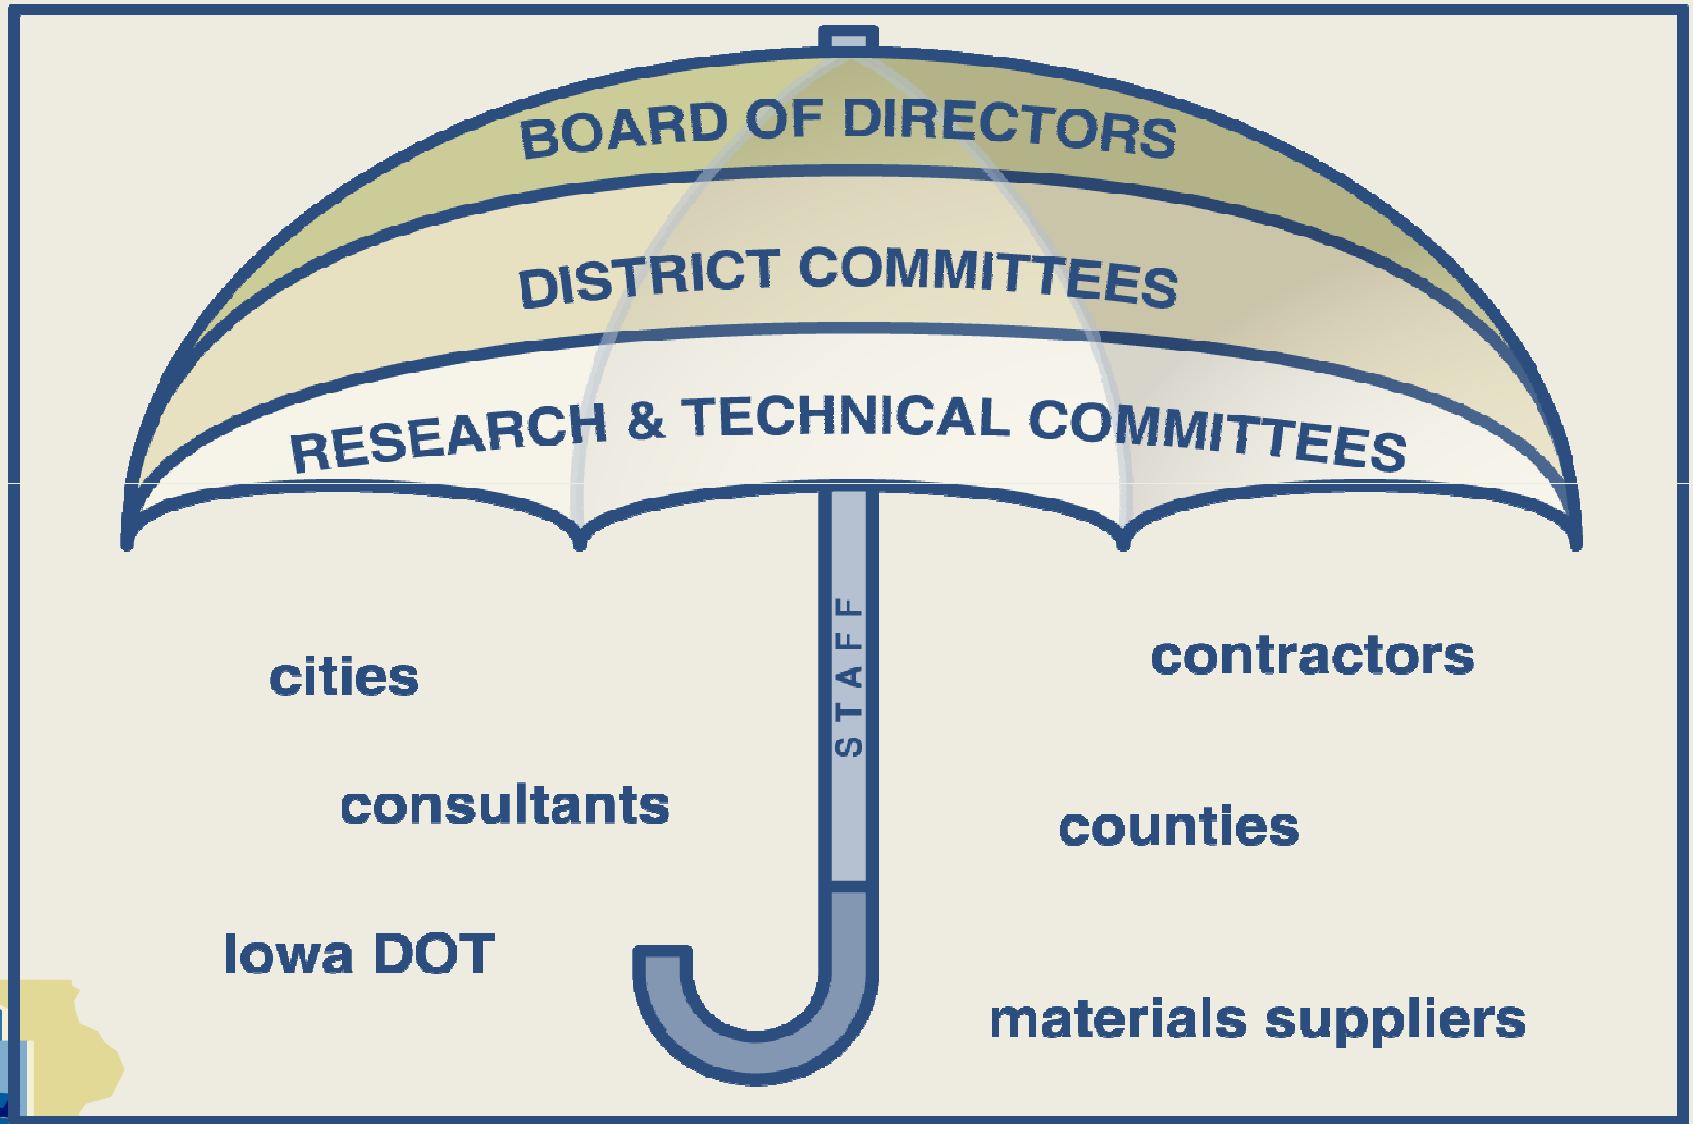 BOARD OF DIRECTORS
DISTRICT COMMITTEES
RESEARCH & TECHNICAL COMMITTEES
STAFF
cities
contractors
consultants
counties
Iowa DOT
materials suppliers